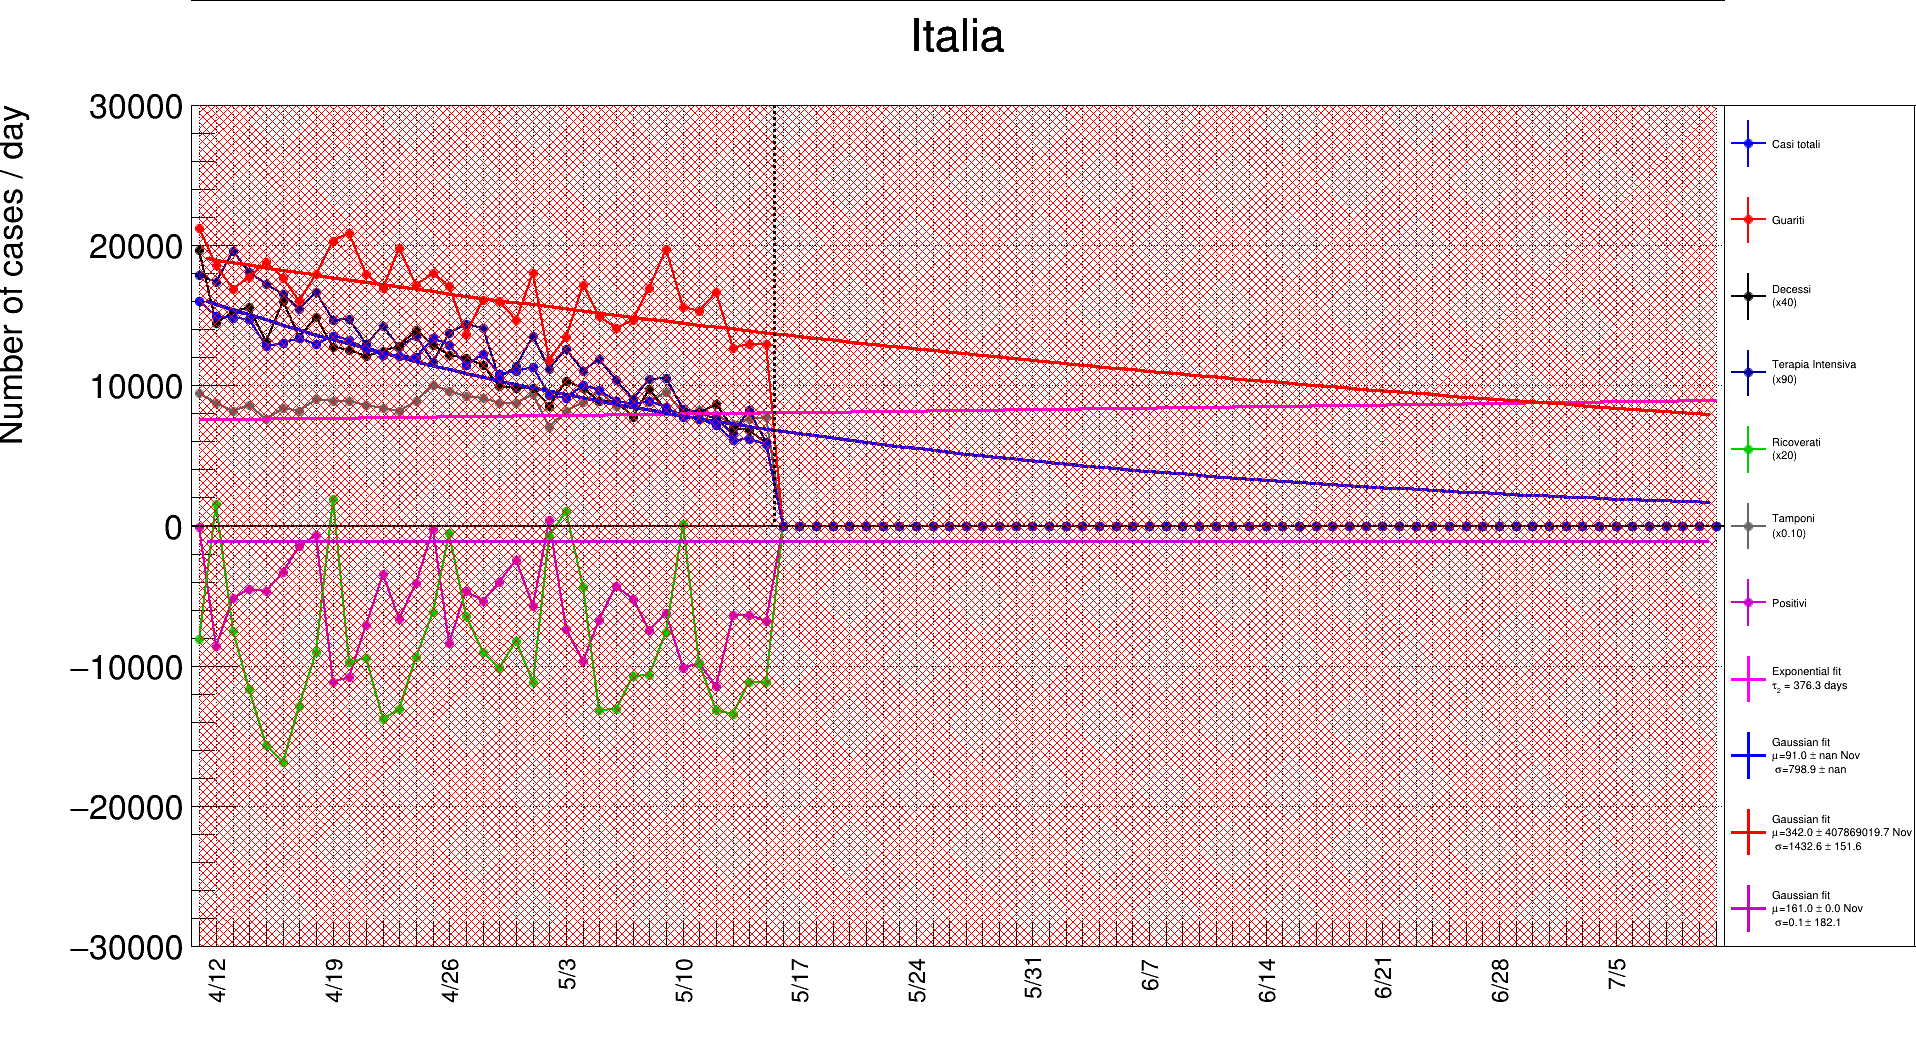 Italia
Number of cases / day
30000
20000
10000
0
−10000
−20000
−30000
4/12
4/19
4/26
5/3
5/10
5/17
5/24
5/31
6/7
6/14
6/21
6/28
7/5
Casi totali
Guariti
Decessi
(x40)
Terapia Intensiva
(x90)
Ricoverati
(x20)
Tamponi
(x0.10)
Positivi
Exponential fit
τ₂ = 376.3 days
Gaussian fit
μ=91.0 ± nan Nov
σ=798.9 ± nan
Gaussian fit
μ=342.0 ± 407869019.7 Nov
σ=1432.6 ± 151.6
Gaussian fit
μ=161.0 ± 0.0 Nov
σ=0.1 ± 182.1